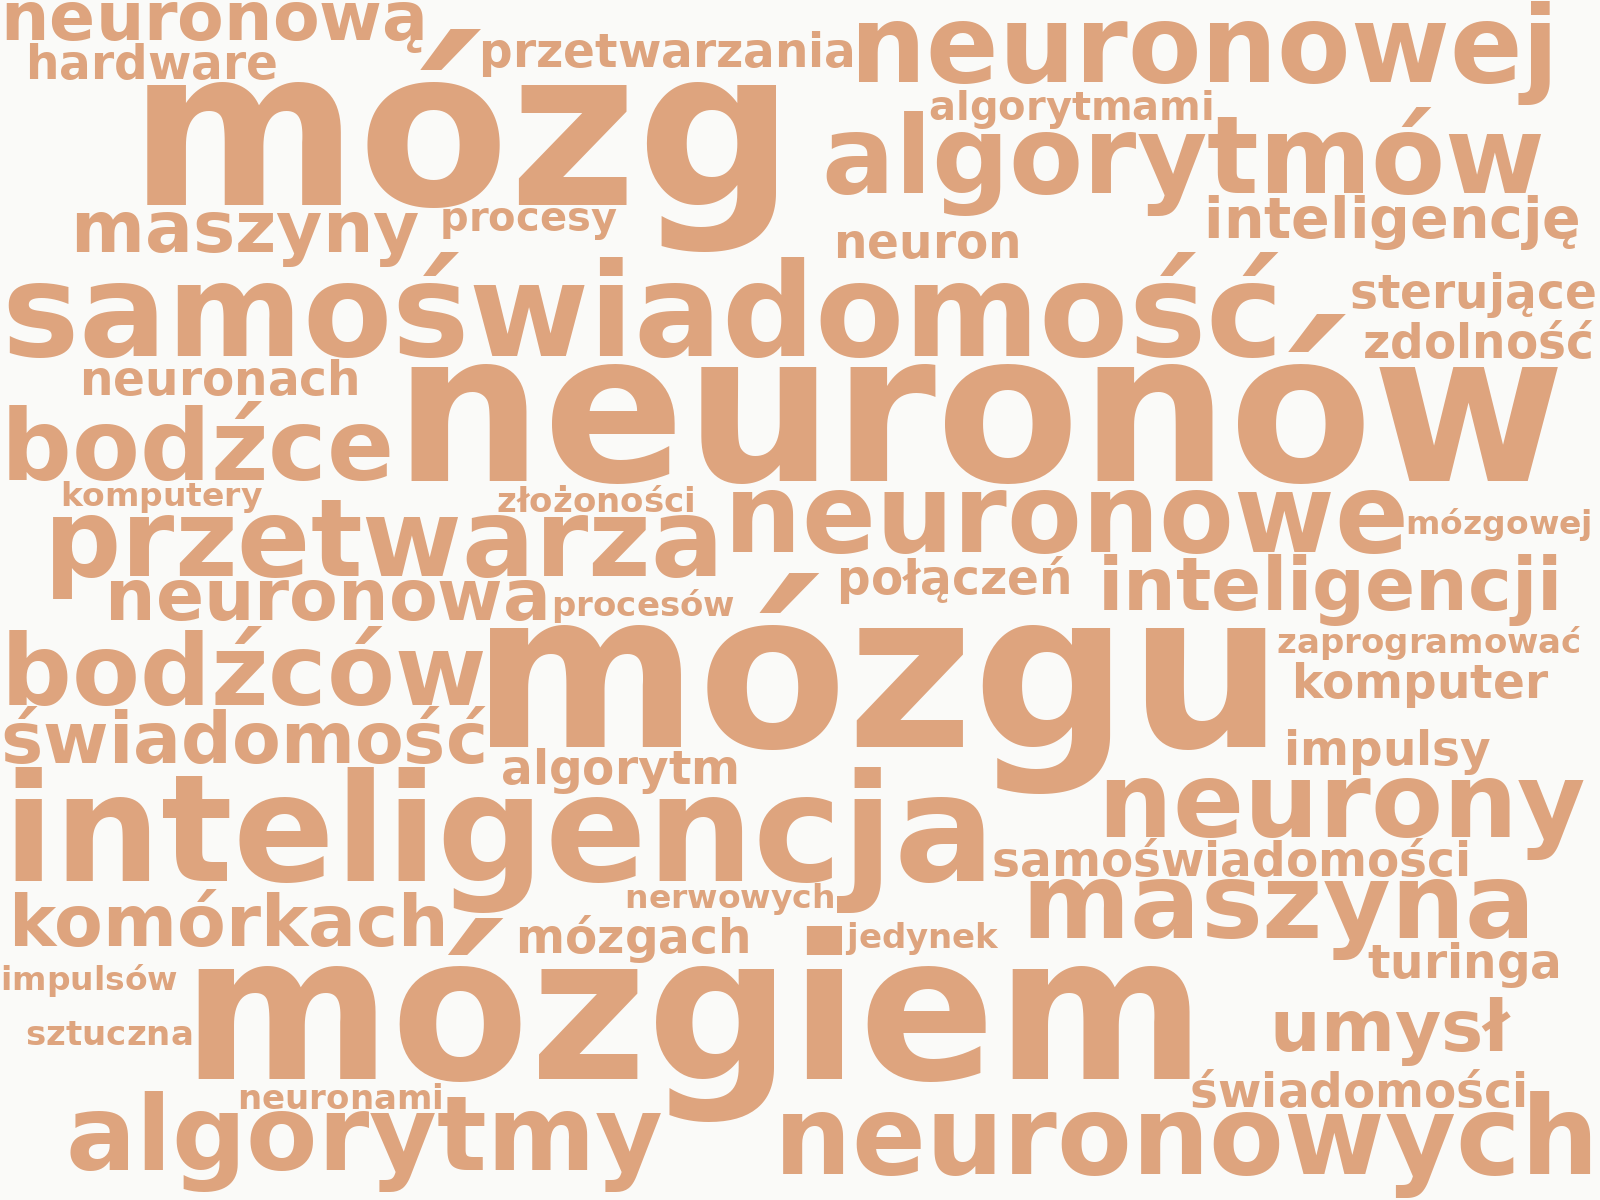 neuronową
hardware
przetwarzania
neuronowej
mózg
algorytmami
algorytmów
maszyny
procesy
neuron
inteligencję
samoświadomość
sterujące
zdolność
neuronach
neuronów
bodźce
komputery
złożoności
przetwarza
neuronowe
mózgowej
neuronowa
procesów
połączeń
inteligencji
bodźców
mózgu
zaprogramować
komputer
świadomość
algorytm
impulsy
inteligencja
neurony
samoświadomości
nerwowych
maszyna
komórkach
mózgach
jedynek
turinga
impulsów
mózgiem
sztuczna
umysł
neuronami
świadomości
algorytmy
neuronowych